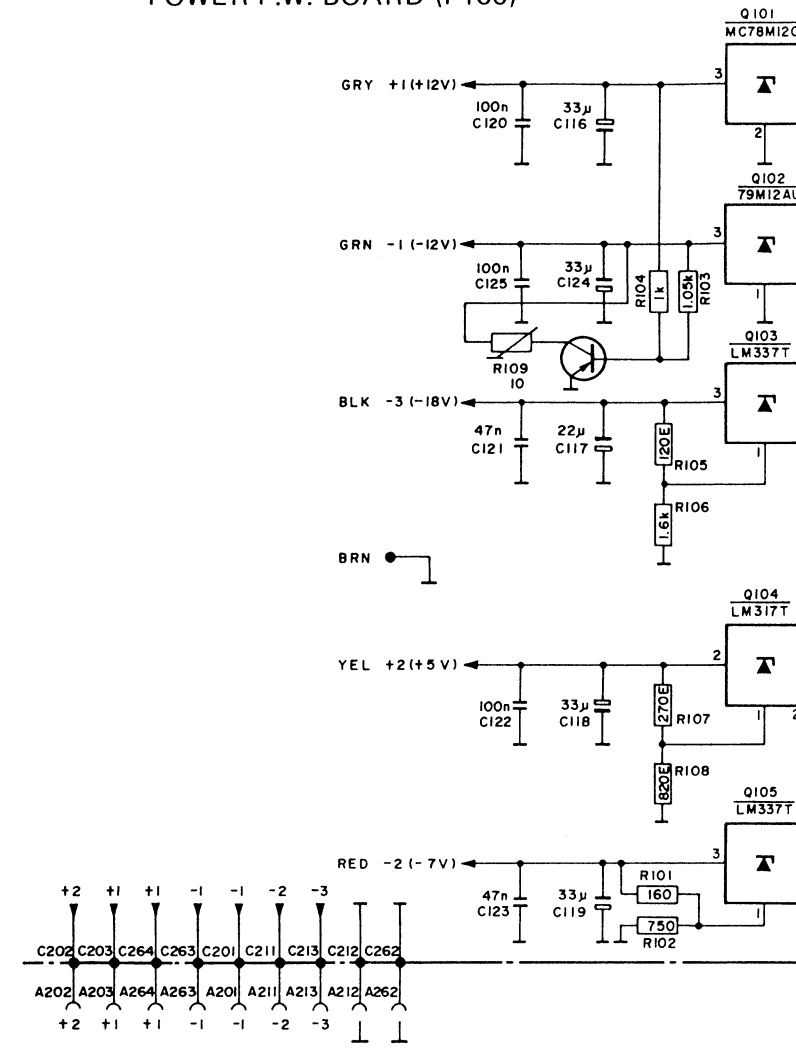 POWER P.W. BOARD (P100)
Q101
MC78M12C
GRY +1(+12V)
3
100n
C120
33µ
C116
2
Q102
79M12AU
GRN -1(-12V)
3
100n
C125
33µ
C124
R104
1k
1.05k
R103
1
R109
10
Q103
LM337T
BLK -3(-18V)
3
47n
C121
22µ
C117
120E
R105
1
R106
1.6k
BRN
Q104
LM317T
YEL +2(+5V)
2
100n
C122
33µ
C118
270E
R107
1
2
820E
R108
Q105
LM337T
RED -2(-7V)
3
R101
160
47n
C123
33µ
C119
750
R102
1
+2 +1 +1 -1 -1 -2 -3
C202 C203 C264 C263 C201 C211 C213 C212 C262
A202 A203 A264 A263 A201 A211 A213 A212 A262
+2 +1 +1 -1 -1 -2 -3